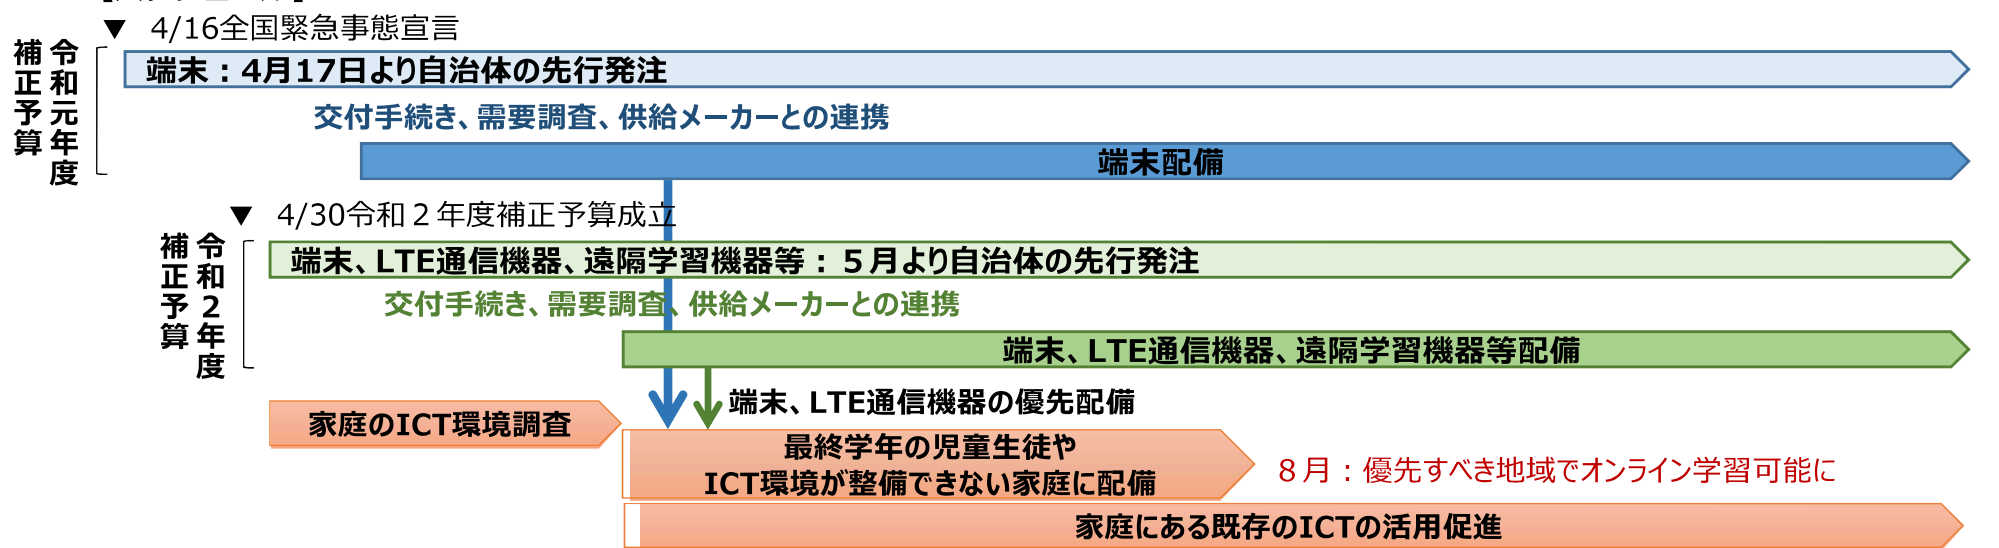 ▼ 4/16全国緊急事態宣言
令和元年度
補正予算
端末：4月17日より自治体の先行発注
交付手続き、需要調査、供給メーカーとの連携
端末配備
▼ 4/30令和２年度補正予算成立
令和２年度
補正予算
端末、LTE通信機器、遠隔学習機器等：５月より自治体の先行発注
交付手続き、需要調査、供給メーカーとの連携
端末、LTE通信機器、遠隔学習機器等配備
端末、LTE通信機器の優先配備
家庭のICT環境調査
最終学年の児童生徒や
ICT環境が整備できない家庭に配備
８月：優先すべき地域でオンライン学習可能に
家庭にある既存のICTの活用促進